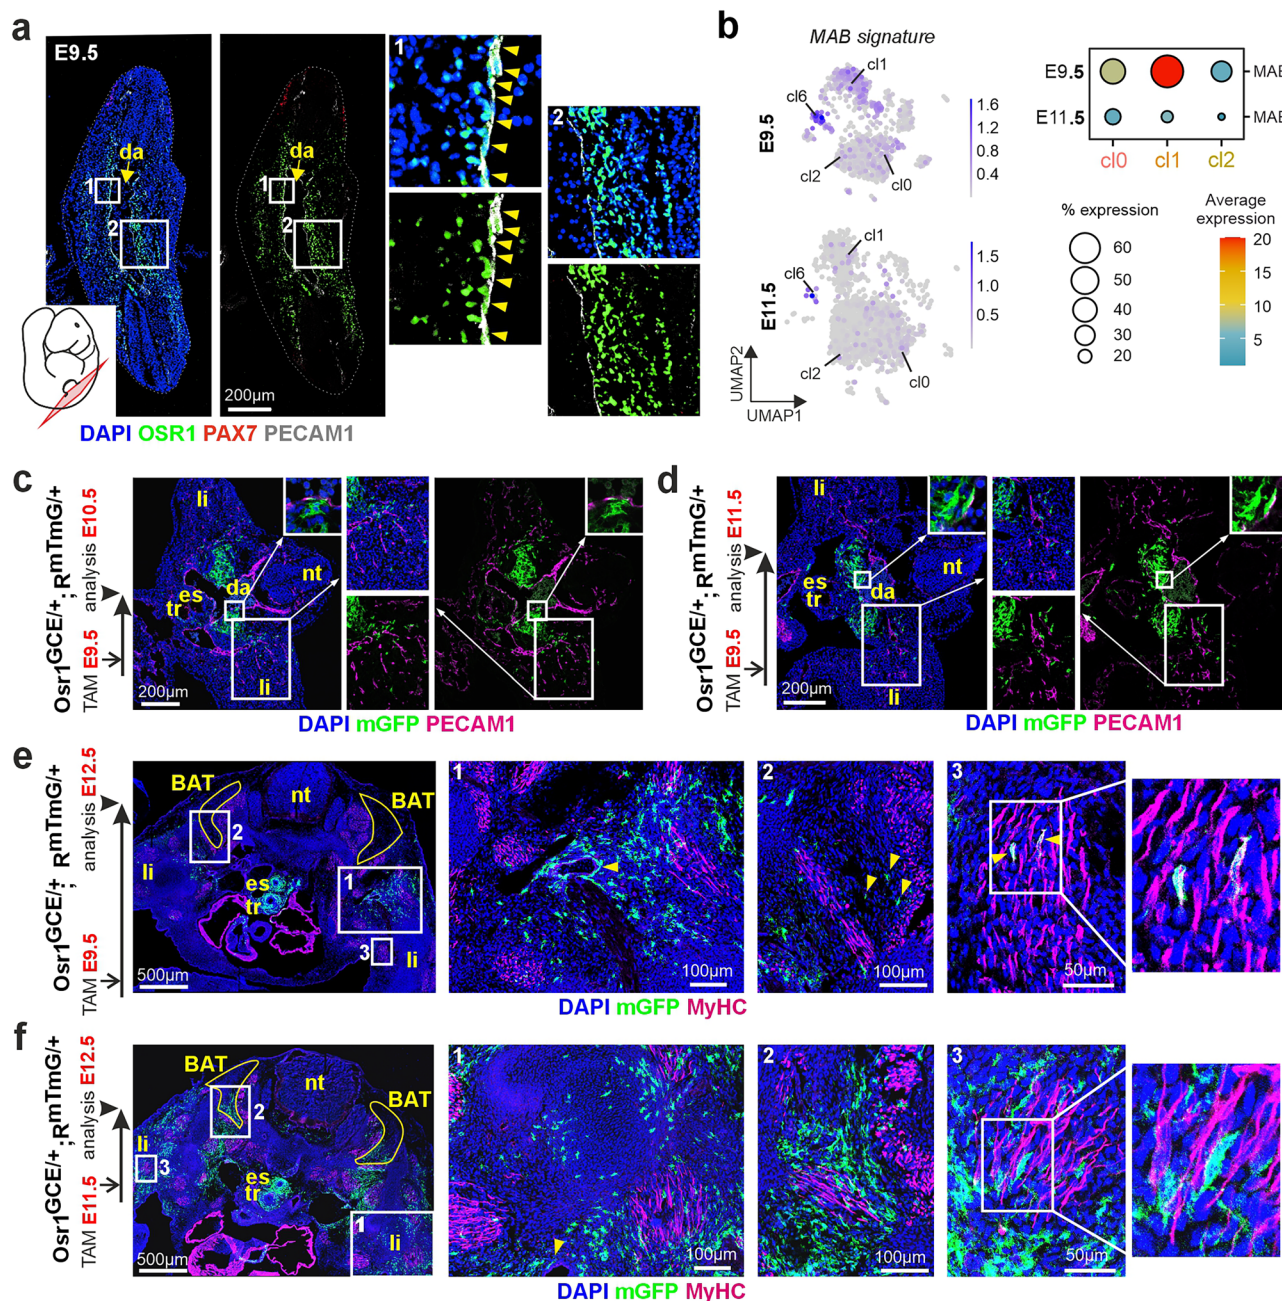 a
E9.5
da
1
2
da
1
2
1
2
200µm
DAPI OSR1 PAX7 PECAM1
b
MAB signature
cl1
cl6
E9.5
cl2
cl0
1.6
1.2
0.8
0.4
cl1
cl6
E11.5
cl2
cl0
1.5
1.0
0.5
UMAP2
UMAP1
E9.5
MAB
E11.5
MAB
cl0 cl1 cl2
% expression
60
50
40
30
20
Average
expression
20
15
10
5
c
Osr1GCE/+;RmTmG/+
TAM E9.5 analysis E10.5
li
nt
es
da
tr
li
200µm
DAPI mGFP PECAM1
d
Osr1GCE/+;RmTmG/+
TAM E9.5 analysis E11.5
li
nt
es
da
tr
li
200µm
DAPI mGFP PECAM1
e
Osr1GCE/+;RmTmG/+
TAM E9.5 analysis E12.5
BAT
nt
BAT
2
li
1
es
tr
3
li
500µm
1
100µm
2
100µm
3
50µm
DAPI mGFP MyHC
f
Osr1GCE/+;RmTmG/+
TAM E11.5 analysis E12.5
BAT
nt
2
BAT
li
3
es
tr
1
li
500µm
1
100µm
2
100µm
3
50µm
DAPI mGFP MyHC